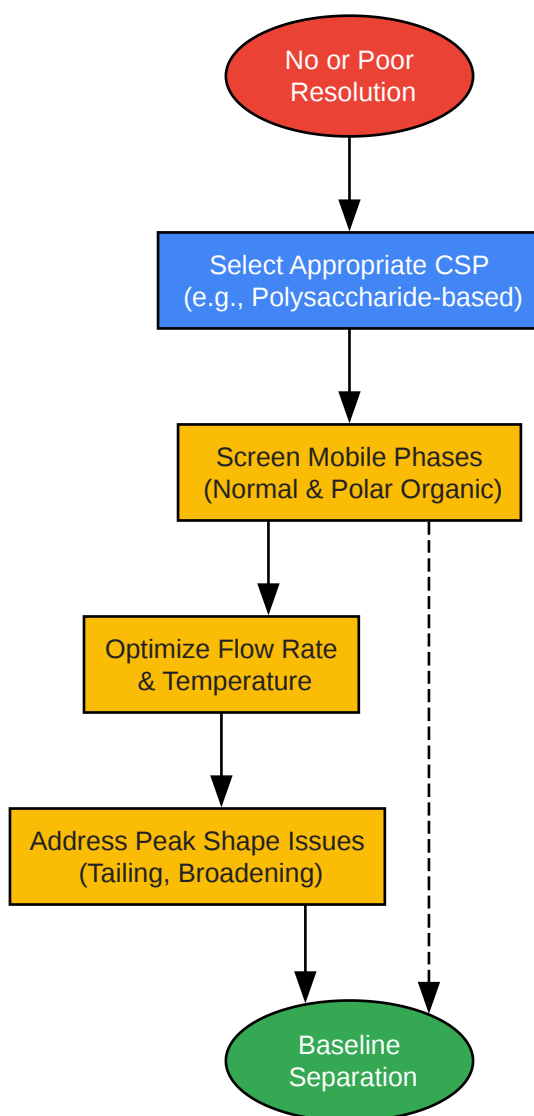 No or Poor
Resolution
Select Appropriate CSP
(e.g., Polysaccharide-based)
Screen Mobile Phases
(Normal & Polar Organic)
Optimize Flow Rate
& Temperature
Address Peak Shape Issues
(Tailing, Broadening)
Baseline
Separation